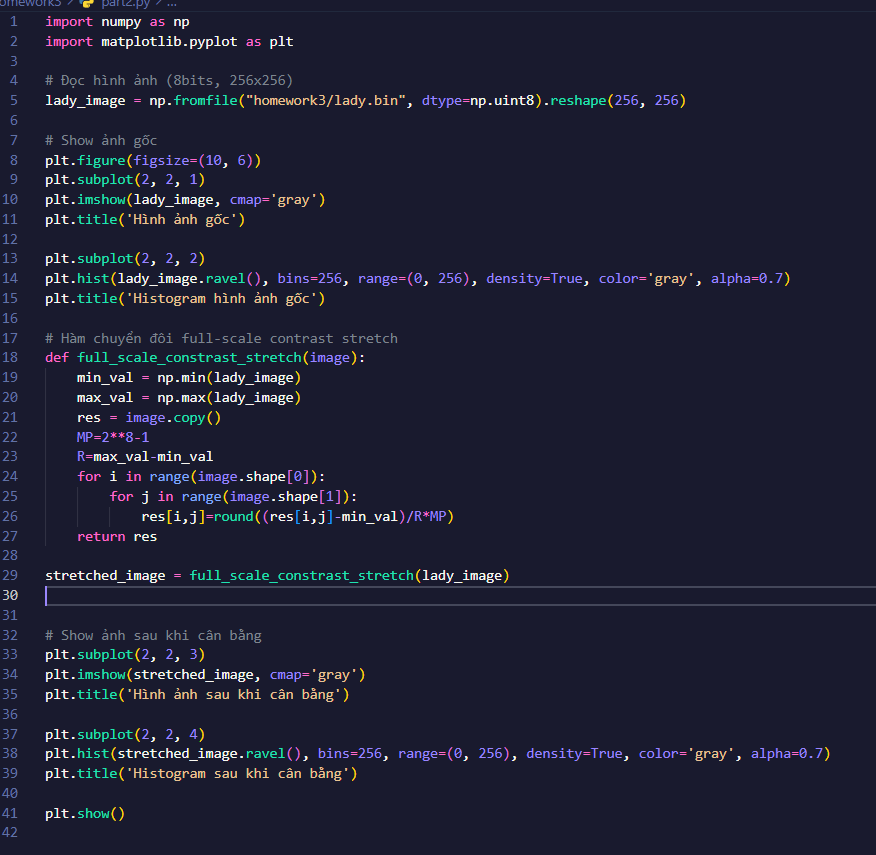 omework3 > part2.py > ...
1 import numpy as np
2 import matplotlib.pyplot as plt
3
4 # Đọc hình ảnh (8bits, 256x256)
5 lady_image = np.fromfile("homework3/lady.bin", dtype=np.uint8).reshape(256, 256)
6
7 # Show ảnh gốc
8 plt.figure(figsize=(10, 6))
9 plt.subplot(2, 2, 1)
10 plt.imshow(lady_image, cmap='gray')
11 plt.title('Hình ảnh gốc')
12
13 plt.subplot(2, 2, 2)
14 plt.hist(lady_image.ravel(), bins=256, range=(0, 256), density=True, color='gray', alpha=0.7)
15 plt.title('Histogram hình ảnh gốc')
16
17 # Hàm chuyển đôi full-scale contrast stretch
18 def full_scale_constrast_stretch(image):
19     min_val = np.min(lady_image)
20     max_val = np.max(lady_image)
21     res = image.copy()
22     MP=2**8-1
23     R=max_val-min_val
24     for i in range(image.shape[0]):
25         for j in range(image.shape[1]):
26             res[i,j]=round((res[i,j]-min_val)/R*MP)
27     return res
28
29 stretched_image = full_scale_constrast_stretch(lady_image)
30
31
32 # Show ảnh sau khi cân bằng
33 plt.subplot(2, 2, 3)
34 plt.imshow(stretched_image, cmap='gray')
35 plt.title('Hình ảnh sau khi cân bằng')
36
37 plt.subplot(2, 2, 4)
38 plt.hist(stretched_image.ravel(), bins=256, range=(0, 256), density=True, color='gray', alpha=0.7)
39 plt.title('Histogram sau khi cân bằng')
40
41 plt.show()
42